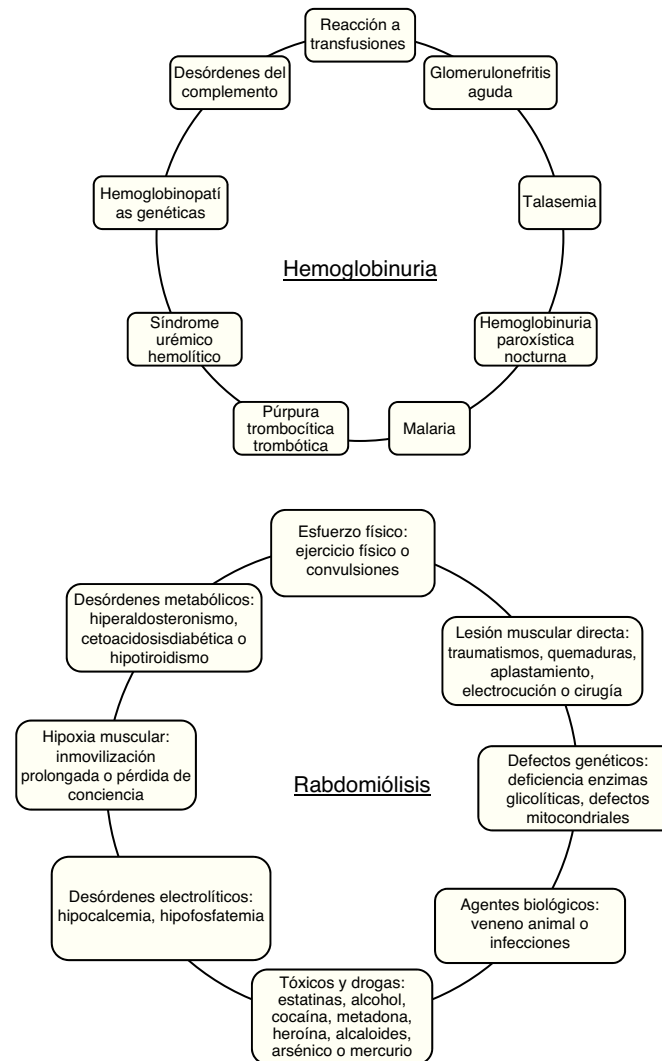 Reacción a
transfusiones
Glomerulonefritis
aguda
Talasemia
Hemoglobinuria
paroxística
nocturna
Malaria
Púrpura
trombocítica
trombótica
Síndrome
urémico
hemolítico
Hemoglobinopatí
as genéticas
Desórdenes del
complemento
Hemoglobinuria
Esfuerzo físico:
ejercicio físico o
convulsiones
Lesión muscular directa:
traumatismos, quemaduras,
aplastamiento,
electrocución o cirugía
Defectos genéticos:
deficiencia enzimas
glicolíticas, defectos
mitocondriales
Agentes biológicos:
veneno animal o
infecciones
Tóxicos y drogas:
estatinas, alcohol,
cocaína, metadona,
heroína, alcaloides,
arsénico o mercurio
Desórdenes electrolíticos:
hipocalcemia, hipofosfatemia
Hipoxia muscular:
inmovilización
prolongada o pérdida de
conciencia
Desórdenes metabólicos:
hiperaldosteronismo,
cetoacidosisdiabética o
hipotiroidismo
Rabdomiólisis